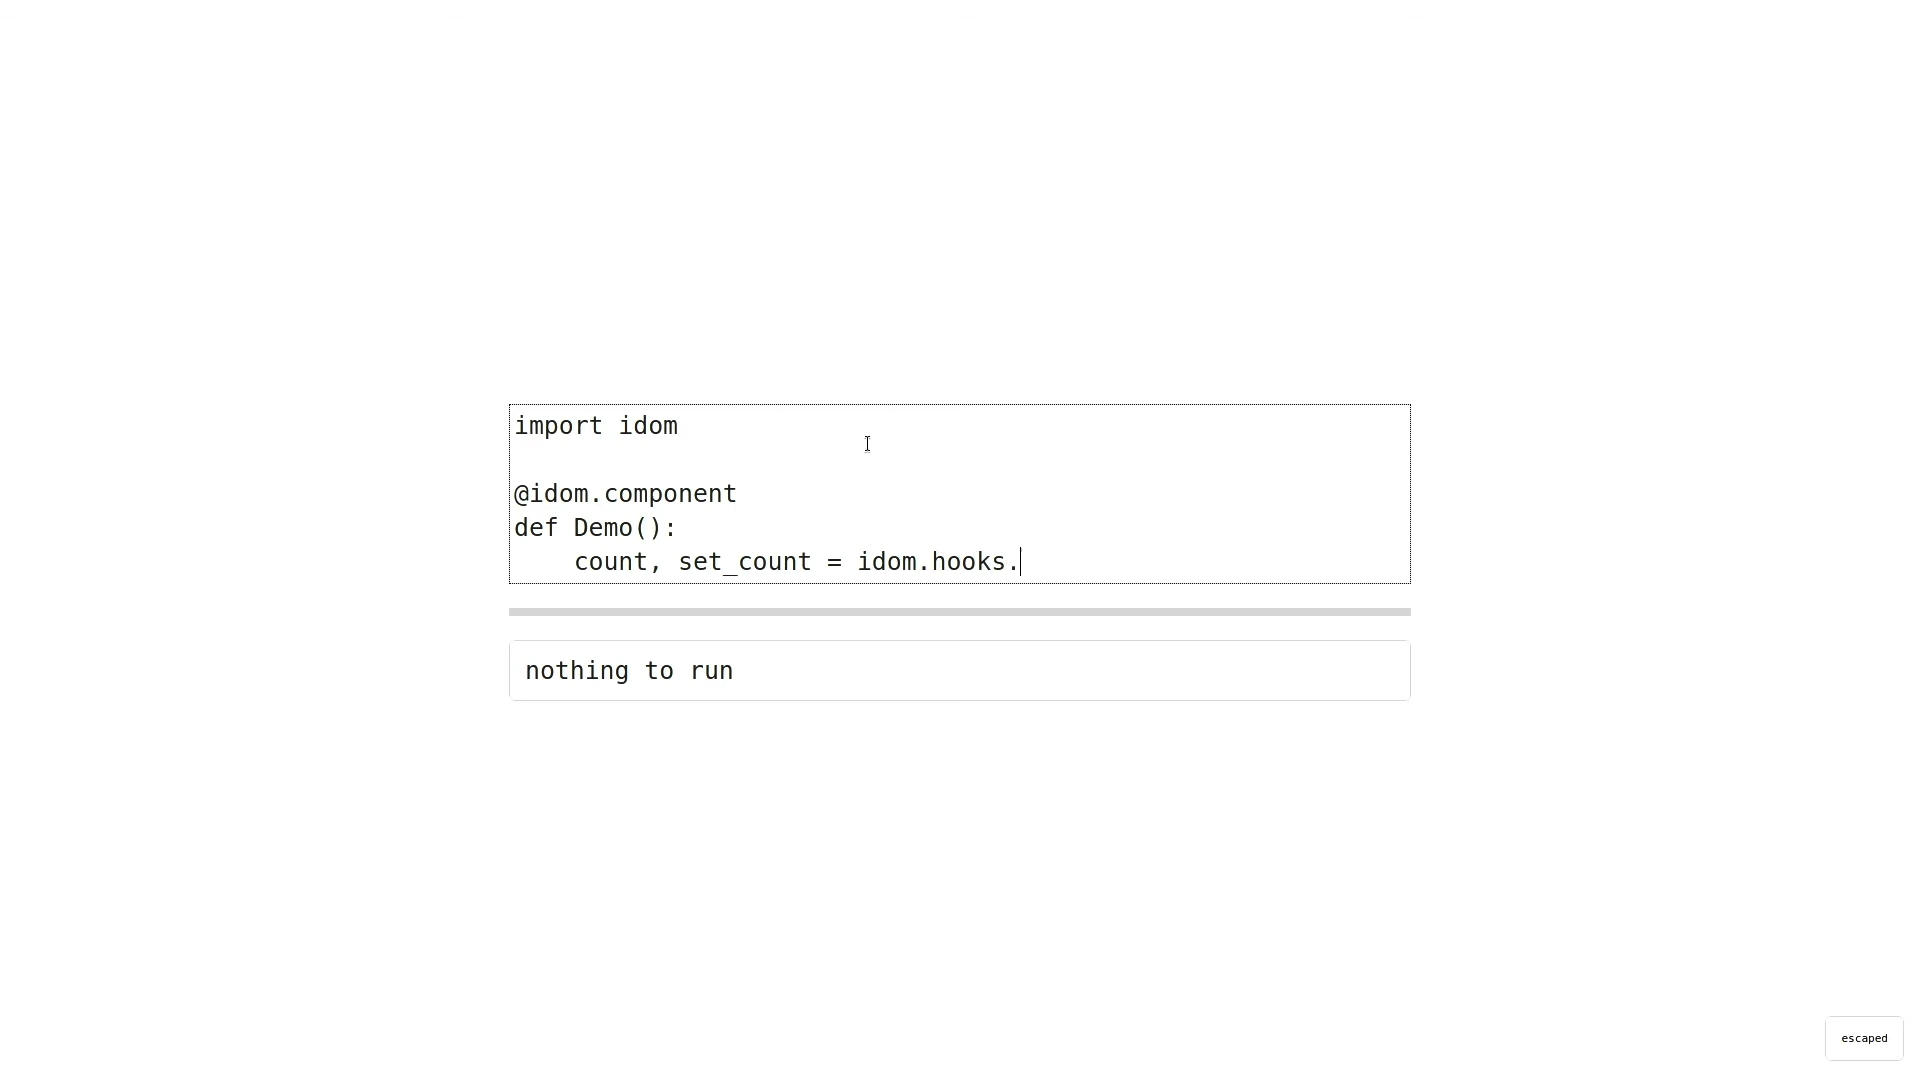 import idom

@idom.component
def Demo():
    count, set_count = idom.hooks.
nothing to run
escaped